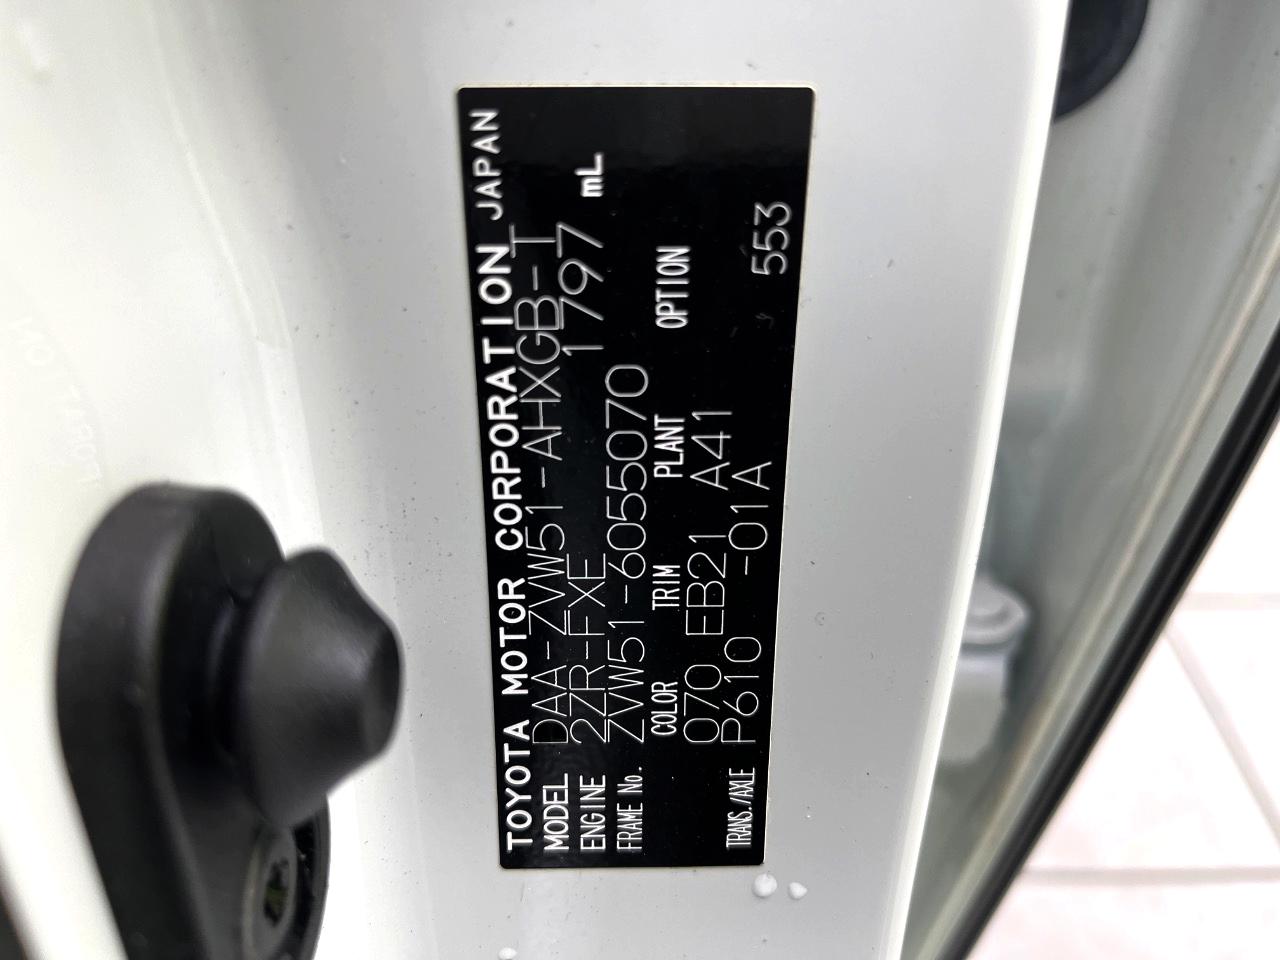 TOYOTA MOTOR CORPORATION JAPAN
MODEL DAA-ZVW51-AHXGB-T
ENGINE 2ZR-FXE 1797 mL
FRAME No. ZVW51-6055070
COLOR TRIM PLANT OPTION
070 EB21 A41
TRANS./AXLE P610 -01A 553